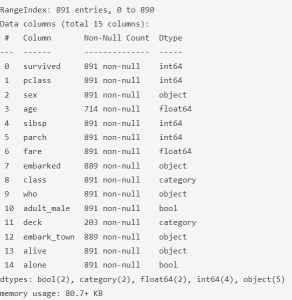 RangeIndex: 891 entries, 0 to 890
Data columns (total 15 columns):
 #   Column       Non-Null Count  Dtype
---  ------       --------------  -----
 0   survived     891 non-null    int64
 1   pclass       891 non-null    int64
 2   sex          891 non-null    object
 3   age          714 non-null    float64
 4   sibsp        891 non-null    int64
 5   parch        891 non-null    int64
 6   fare         891 non-null    float64
 7   embarked     889 non-null    object
 8   class        891 non-null    category
 9   who          891 non-null    object
 10  adult_male   891 non-null    bool
 11  deck         203 non-null    category
 12  embark_town  889 non-null    object
 13  alive        891 non-null    object
 14  alone        891 non-null    bool
dtypes: bool(2), category(2), float64(2), int64(4), object(5)
memory usage: 80.7+ KB